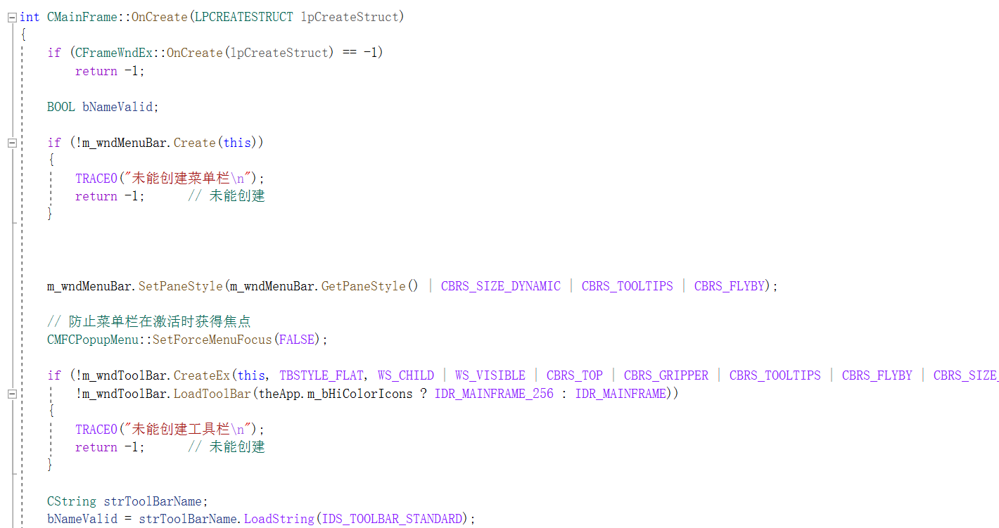 int CMainFrame::OnCreate(LPCREATESTRUCT lpCreateStruct)
{
if (CFrameWndEx::OnCreate(lpCreateStruct) == -1)
return -1;
BOOL bNameValid;
if (!m_wndMenuBar.Create(this))
{
TRACE0("未能创建菜单栏\n");
return -1;      // 未能创建
}
m_wndMenuBar.SetPaneStyle(m_wndMenuBar.GetPaneStyle() | CBRS_SIZE_DYNAMIC | CBRS_TOOLTIPS | CBRS_FLYBY);
// 防止菜单栏在激活时获得焦点
CMFCPopupMenu::SetForceMenuFocus(FALSE);
if (!m_wndToolBar.CreateEx(this, TBSTYLE_FLAT, WS_CHILD | WS_VISIBLE | CBRS_TOP | CBRS_GRIPPER | CBRS_TOOLTIPS | CBRS_FLYBY | CBRS_SIZE_
!m_wndToolBar.LoadToolBar(theApp.m_bHiColorIcons ? IDR_MAINFRAME_256 : IDR_MAINFRAME))
{
TRACE0("未能创建工具栏\n");
return -1;      // 未能创建
}
CString strToolBarName;
bNameValid = strToolBarName.LoadString(IDS_TOOLBAR_STANDARD);